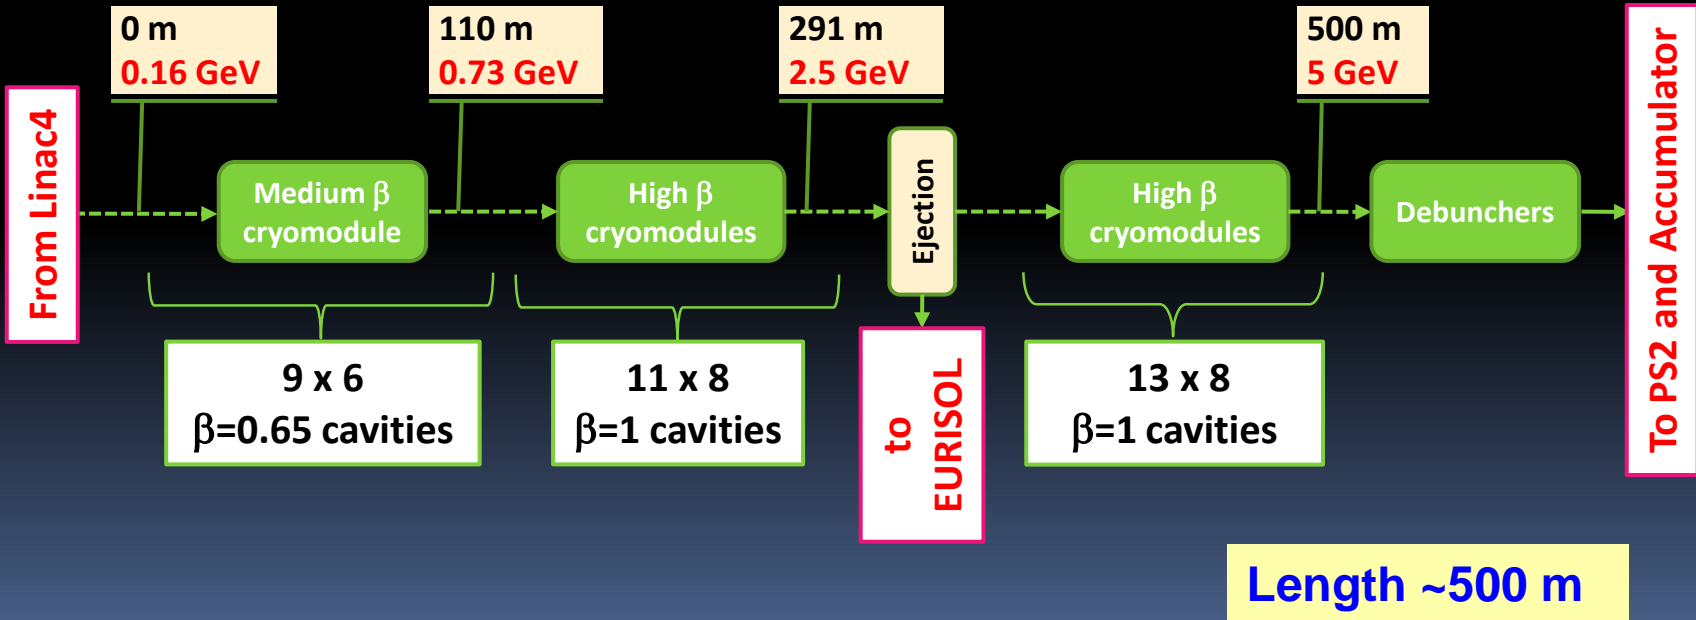 0 m
0.16 GeV
110 m
0.73 GeV
291 m
2.5 GeV
500 m
5 GeV
From Linac4
Medium β
cryomodule
High β
cryomodules
Ejection
High β
cryomodules
Debunchers
To PS2 and Accumulator
9 x 6
β=0.65 cavities
11 x 8
β=1 cavities
to
EURISOL
13 x 8
β=1 cavities
Length ~500 m